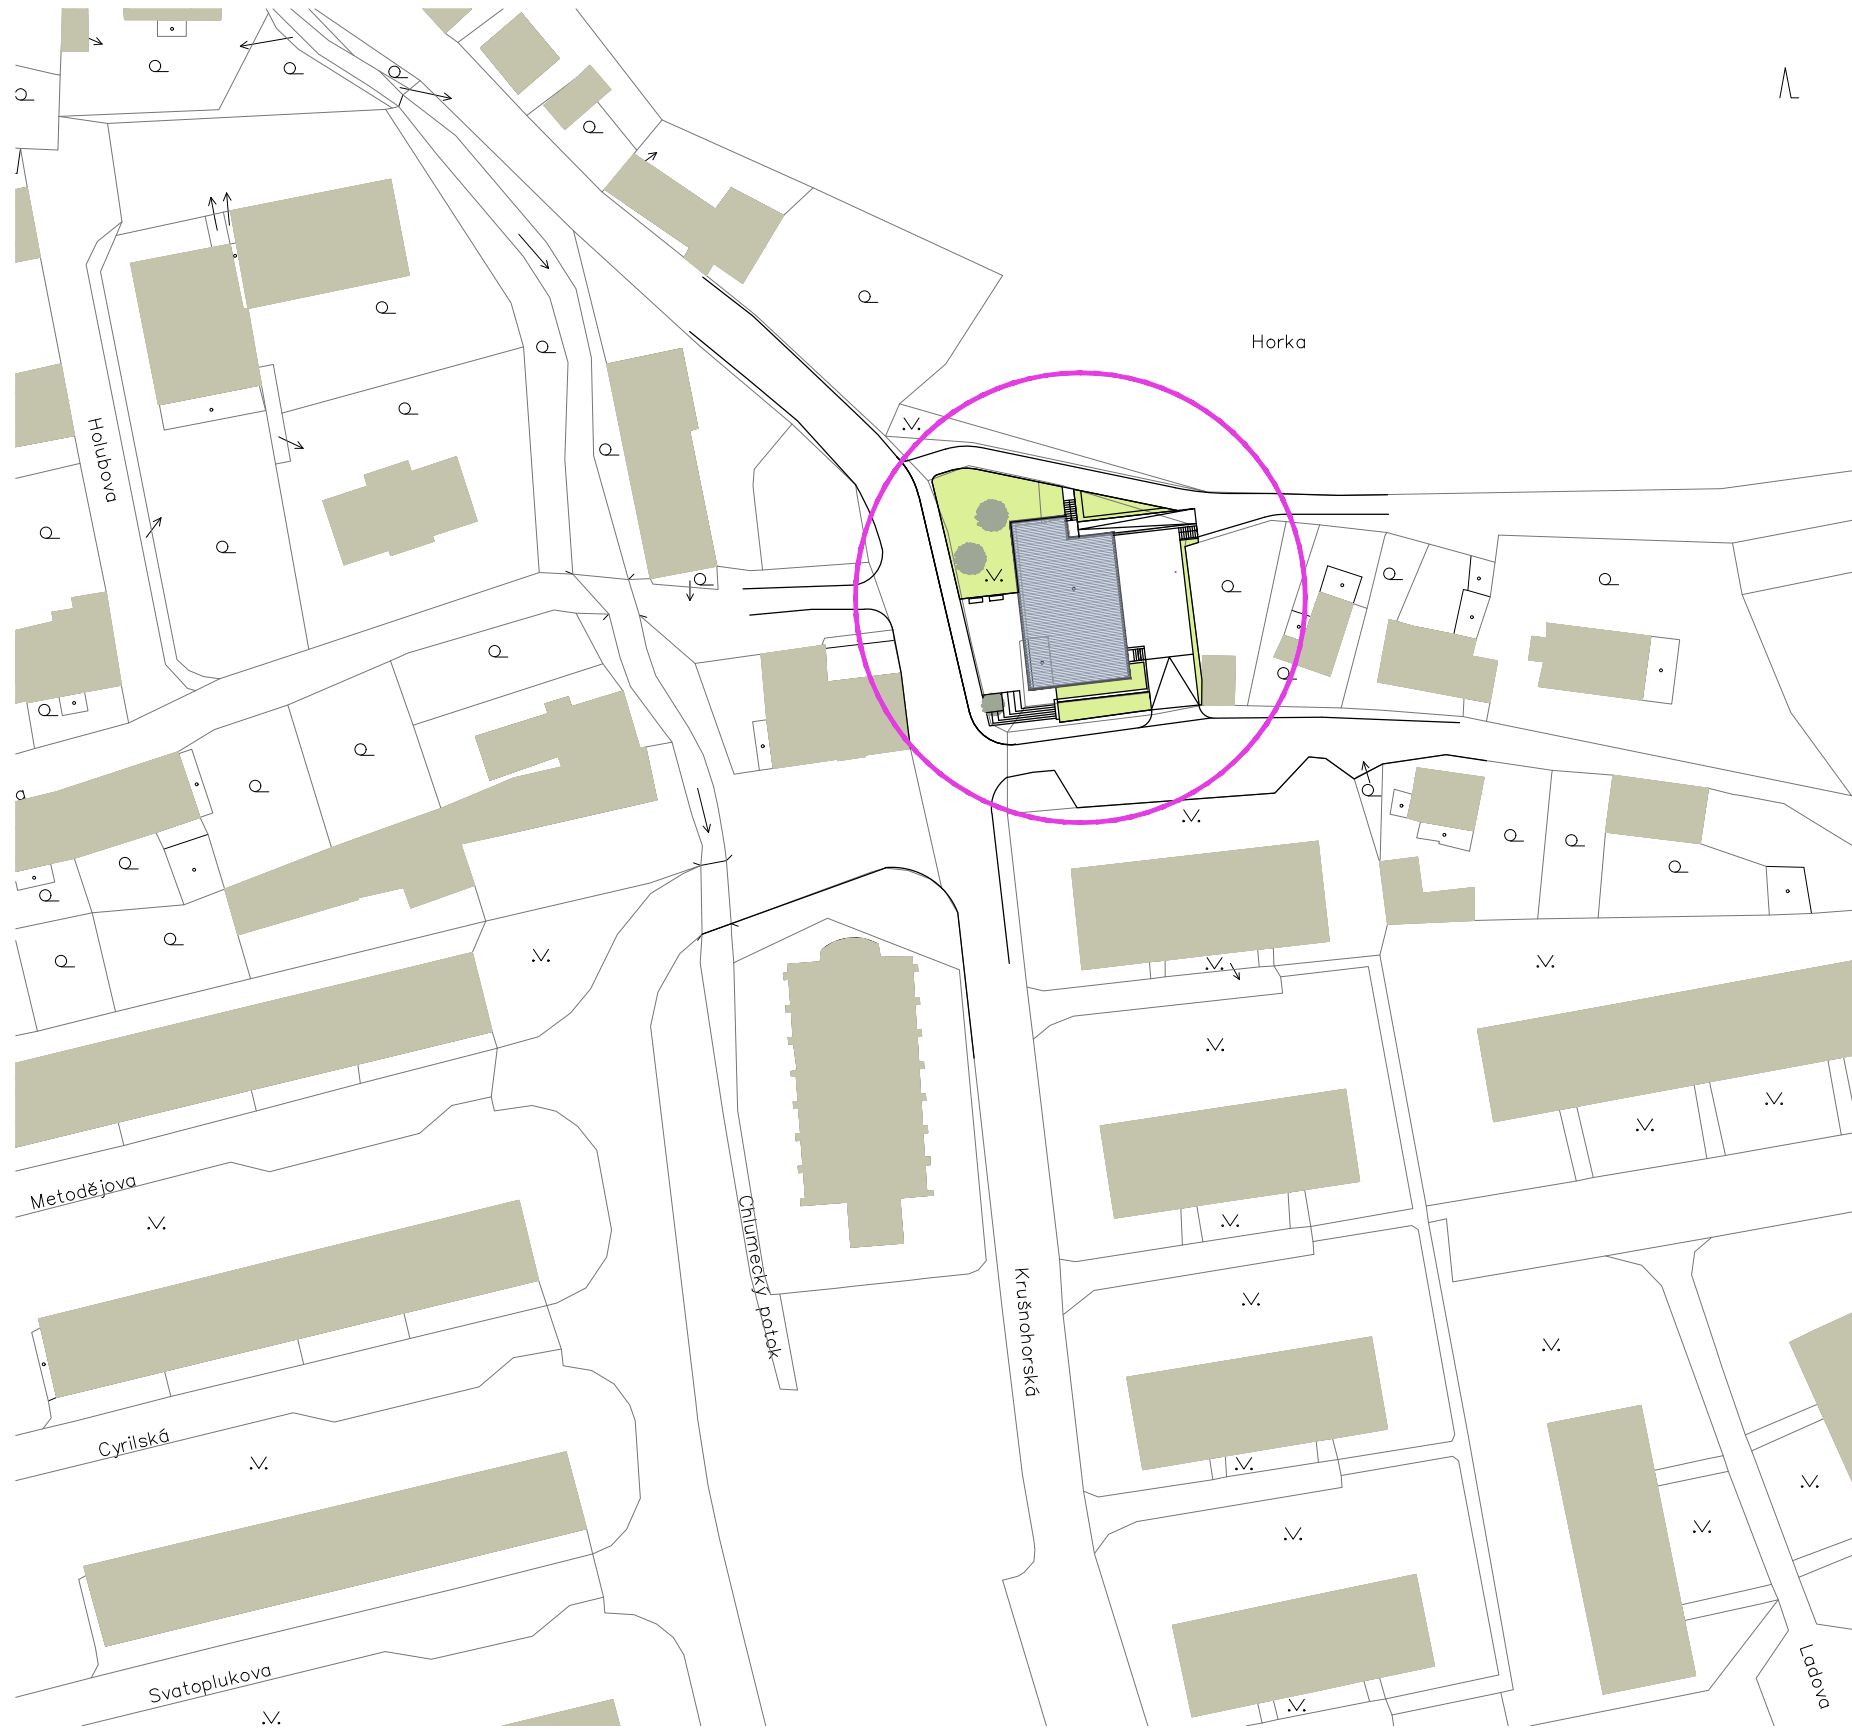 Horka
Holubova
a
Metodějova
Chlumecký potok
Krušnohorská
Cyrilská
Svatoplukova
Ladova